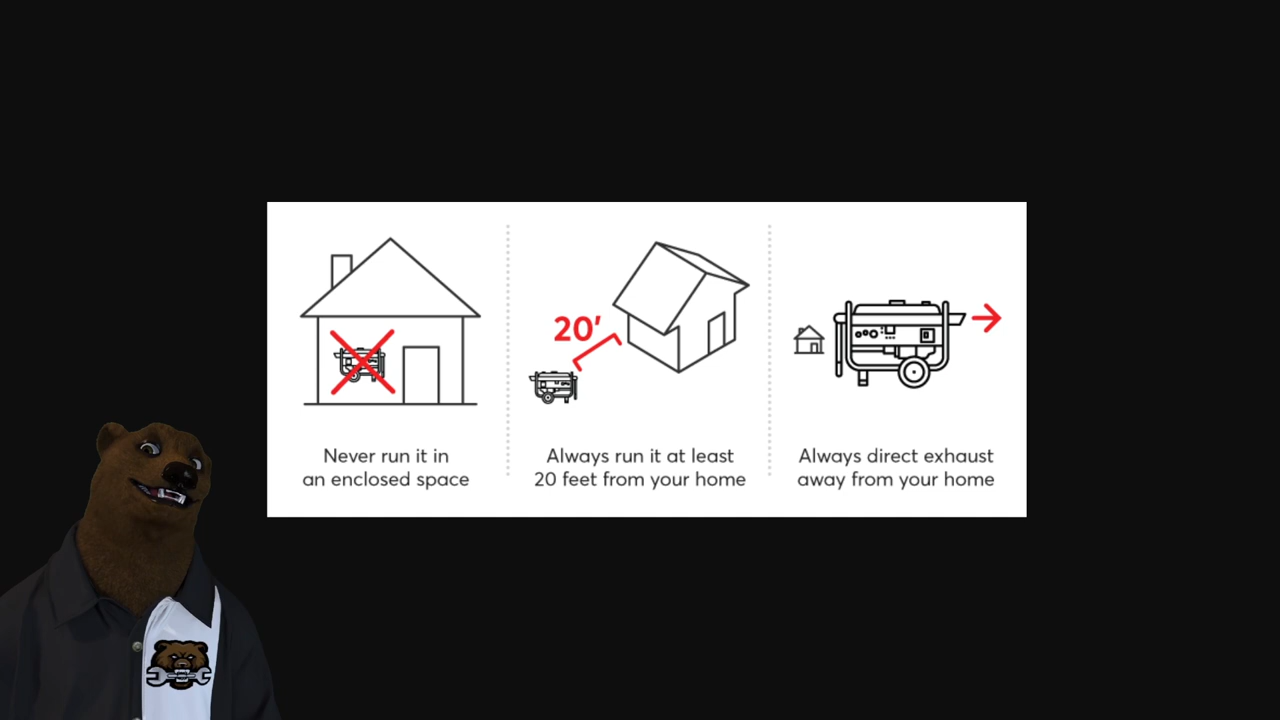 Never run it in
an enclosed space
20′
Always run it at least
20 feet from your home
Always direct exhaust
away from your home